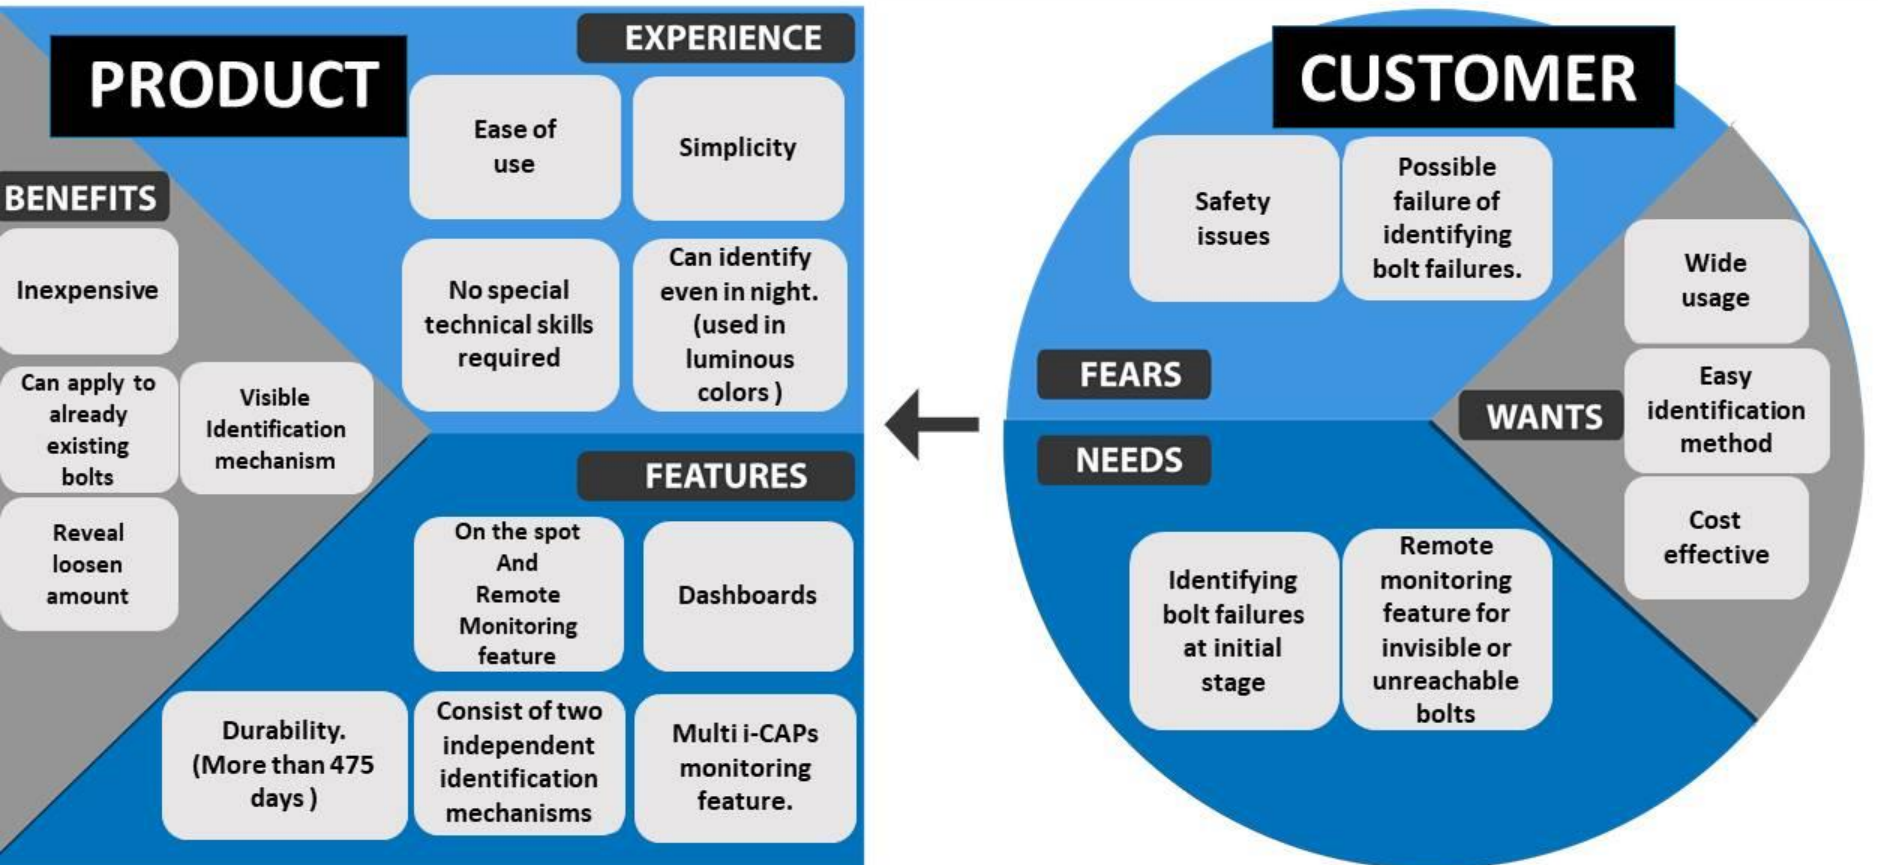 PRODUCT
EXPERIENCE
Ease of
use
Simplicity
No special
technical skills
required
Can identify
even in night.
(used in
luminous
colors )
BENEFITS
Inexpensive
Can apply to
already
existing
bolts
Visible
Identification
mechanism
Reveal
loosen
amount
FEATURES
On the spot
And
Remote
Monitoring
feature
Dashboards
Durability.
(More than 475
days )
Consist of two
independent
identification
mechanisms
Multi i-CAPs
monitoring
feature.
CUSTOMER
Safety
issues
Possible
failure of
identifying
bolt failures.
FEARS
WANTS
Wide
usage
Easy
identification
method
Cost
effective
NEEDS
Identifying
bolt failures
at initial
stage
Remote
monitoring
feature for
invisible or
unreachable
bolts